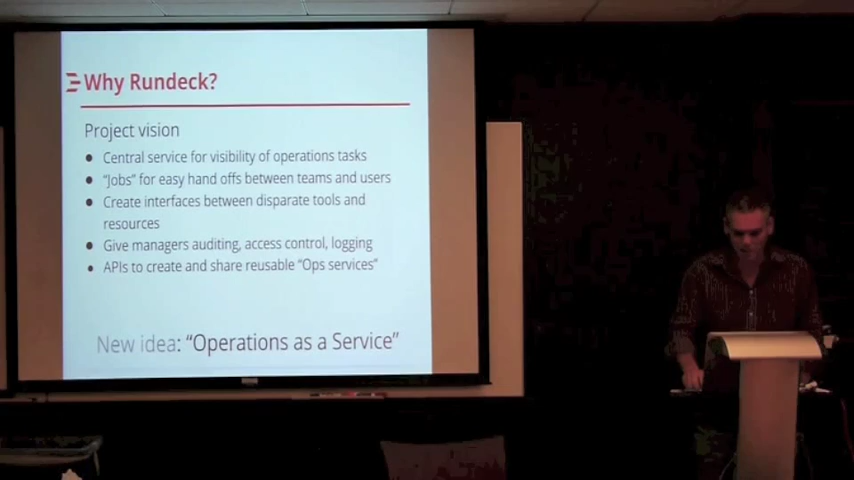 Why Rundeck?
Project vision
● Central service for visibility of operations tasks
● “Jobs” for easy hand offs between teams and users
● Create interfaces between disparate tools and
resources
● Give managers auditing, access control, logging
● APIs to create and share reusable “Ops services”
New idea: “Operations as a Service”